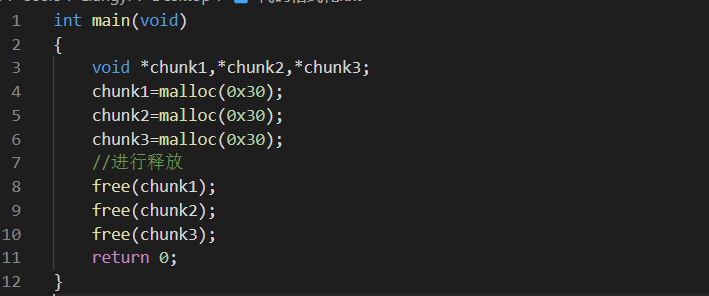 1 int main(void)
2 {
3 void *chunk1,*chunk2,*chunk3;
4 chunk1=malloc(0x30);
5 chunk2=malloc(0x30);
6 chunk3=malloc(0x30);
7 //进行释放
8 free(chunk1);
9 free(chunk2);
10 free(chunk3);
11 return 0;
12 }